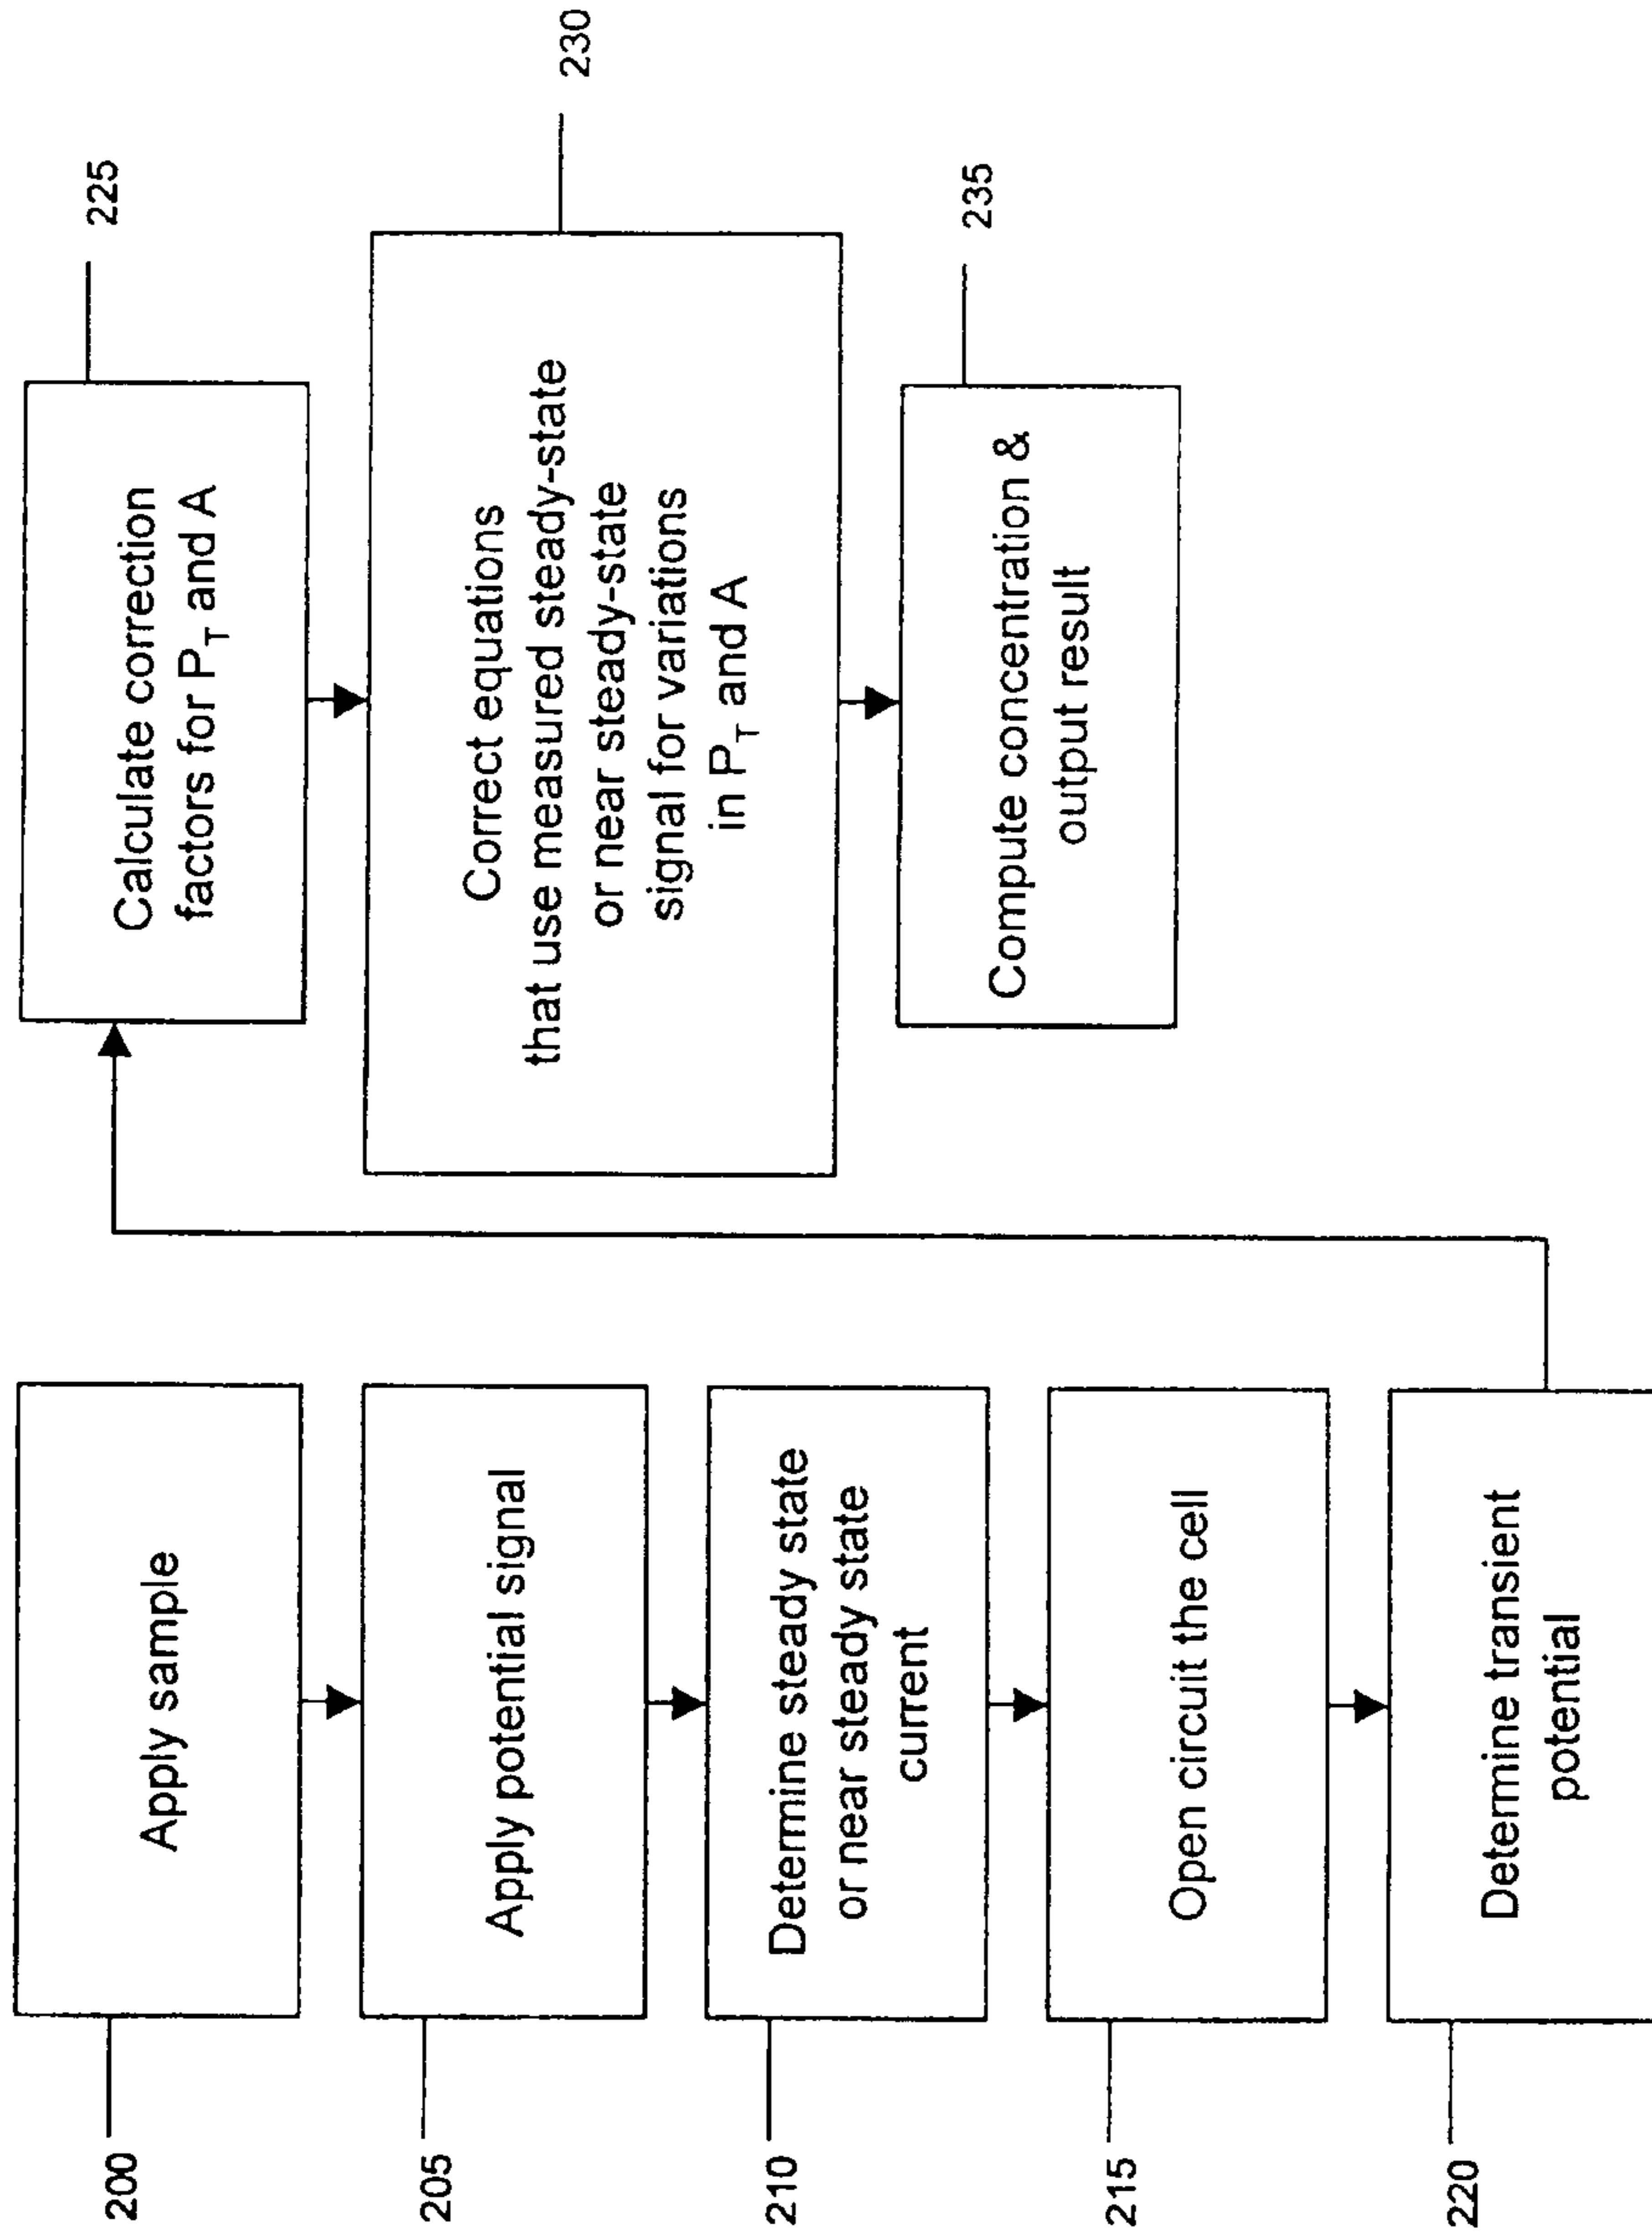 200
Apply sample
205
Apply potential signal
210
Determine steady state
or near steady state
current
215
Open circuit the cell
220
Determine transient
potential
225
Calculate correction
factors for P_T and A
230
Correct equations
that use measured steady-state
or near steady-state
signal for variations
in P_T and A
235
Compute concentration &
output result